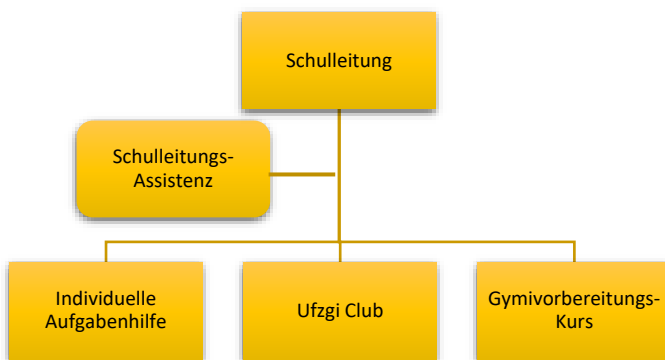 Schulleitung
Schulleitungs-
Assistenz
Individuelle
Aufgabenhilfe
Ufzgi Club
Gymivorbereitungs-
Kurs